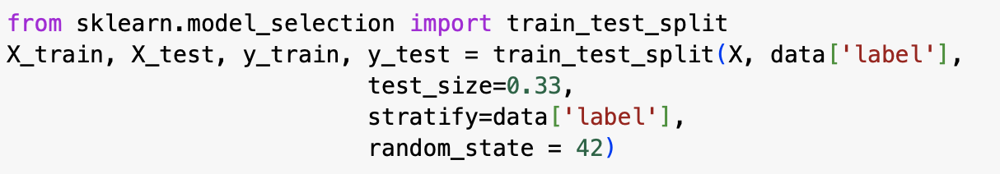 from sklearn.model_selection import train_test_split
X_train, X_test, y_train, y_test = train_test_split(X, data['label'],
                          test_size=0.33,
                          stratify=data['label'],
                          random_state = 42)